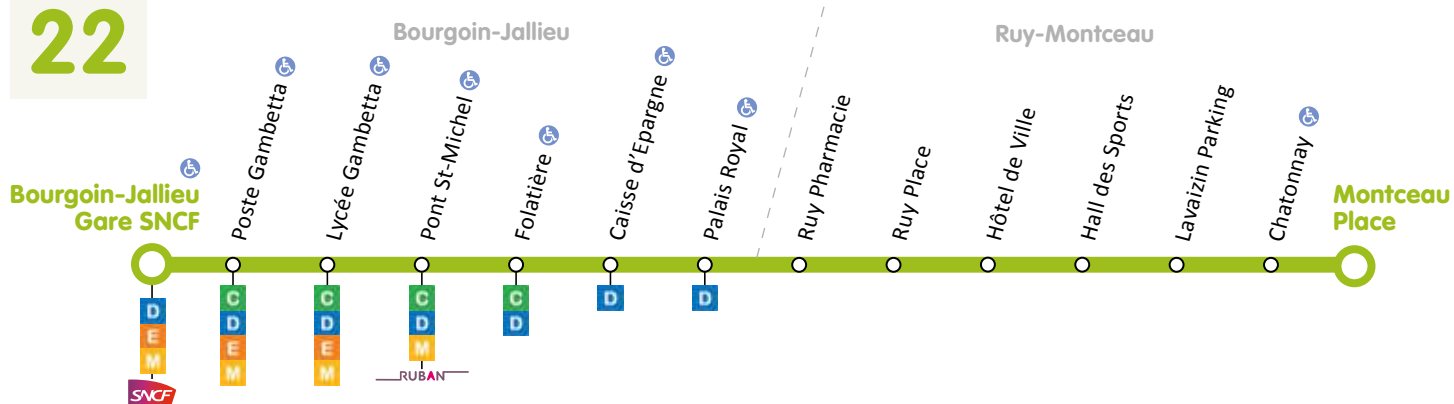 22
Bourgoin-Jallieu
Ruy-Montceau
Bourgoin-Jallieu
Gare SNCF
Poste Gambetta
Lycée Gambetta
Pont St-Michel
Folatière
Caisse d'Epargne
Palais Royal
Ruy Pharmacie
Ruy Place
Hôtel de Ville
Hall des Sports
Lavaizin Parking
Chatonnay
Montceau
Place
D
E
M
SNCF
C
D
E
M
C
D
E
M
C
D
M
RUBAN
C
D
D
D